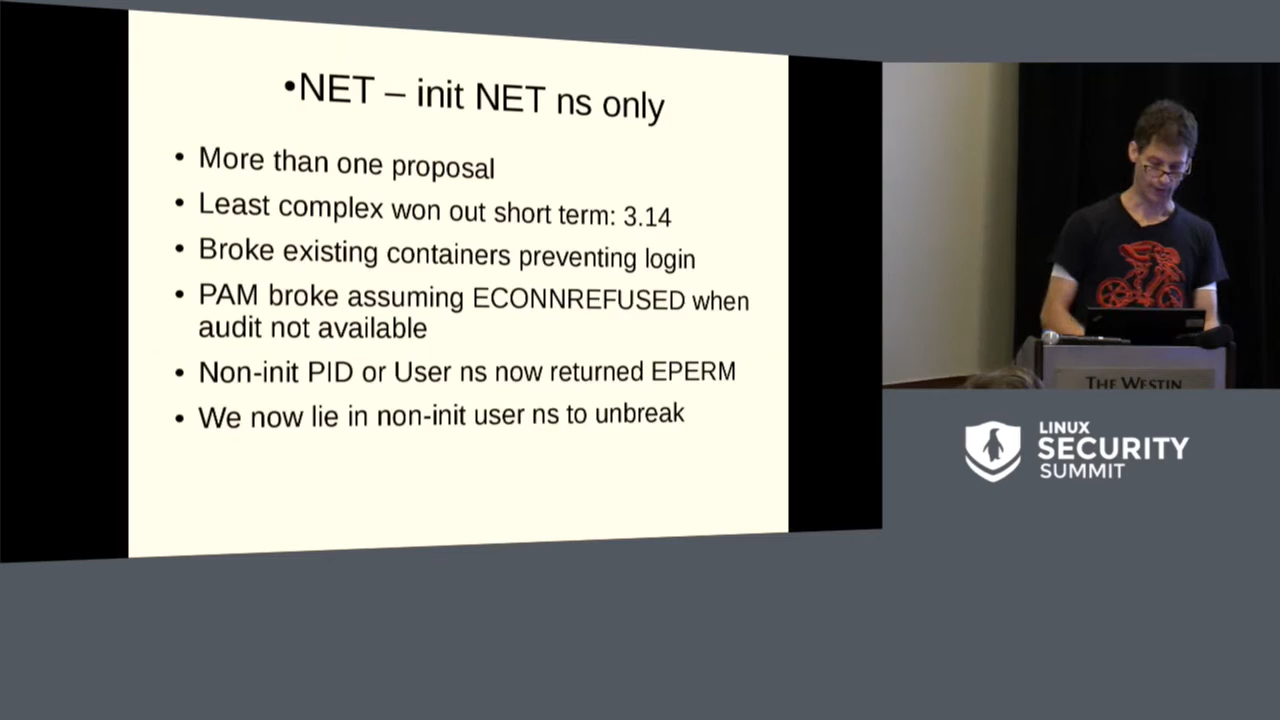 •NET – init NET ns only
• More than one proposal
• Least complex won out short term: 3.14
• Broke existing containers preventing login
• PAM broke assuming ECONNREFUSED when
audit not available
• Non-init PID or User ns now returned EPERM
• We now lie in non-init user ns to unbreak
THE WESTIN
LINUX
SECURITY
SUMMIT